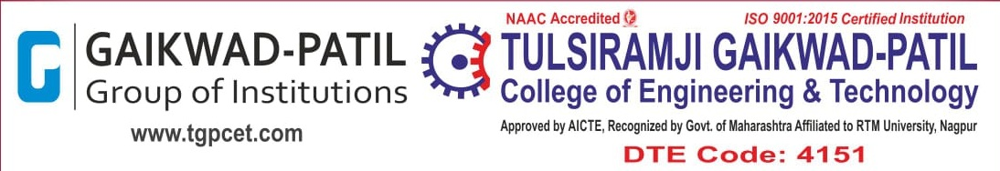 GAIKWAD-PATIL
Group of Institutions
www.tgpcet.com
NAAC Accredited
ISO 9001:2015 Certified Institution
TULSIRAMJI GAIKWAD-PATIL
College of Engineering & Technology
Approved by AICTE, Recognized by Govt. of Maharashtra Affiliated to RTM University, Nagpur
DTE Code: 4151